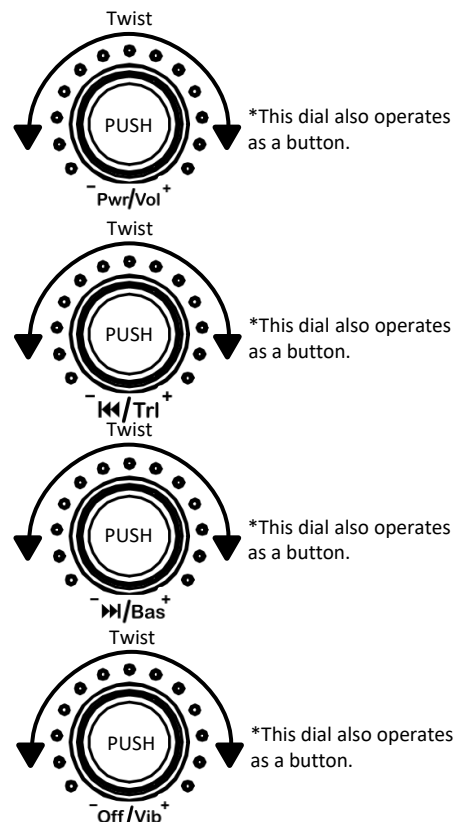 Twist
PUSH
*This dial also operates
as a button.
- Pwr/Vol +
Twist
PUSH
*This dial also operates
as a button.
- ⏮/Trl +
Twist
PUSH
*This dial also operates
as a button.
- ⏭/Bas +
Twist
PUSH
*This dial also operates
as a button.
- Off/Vib +